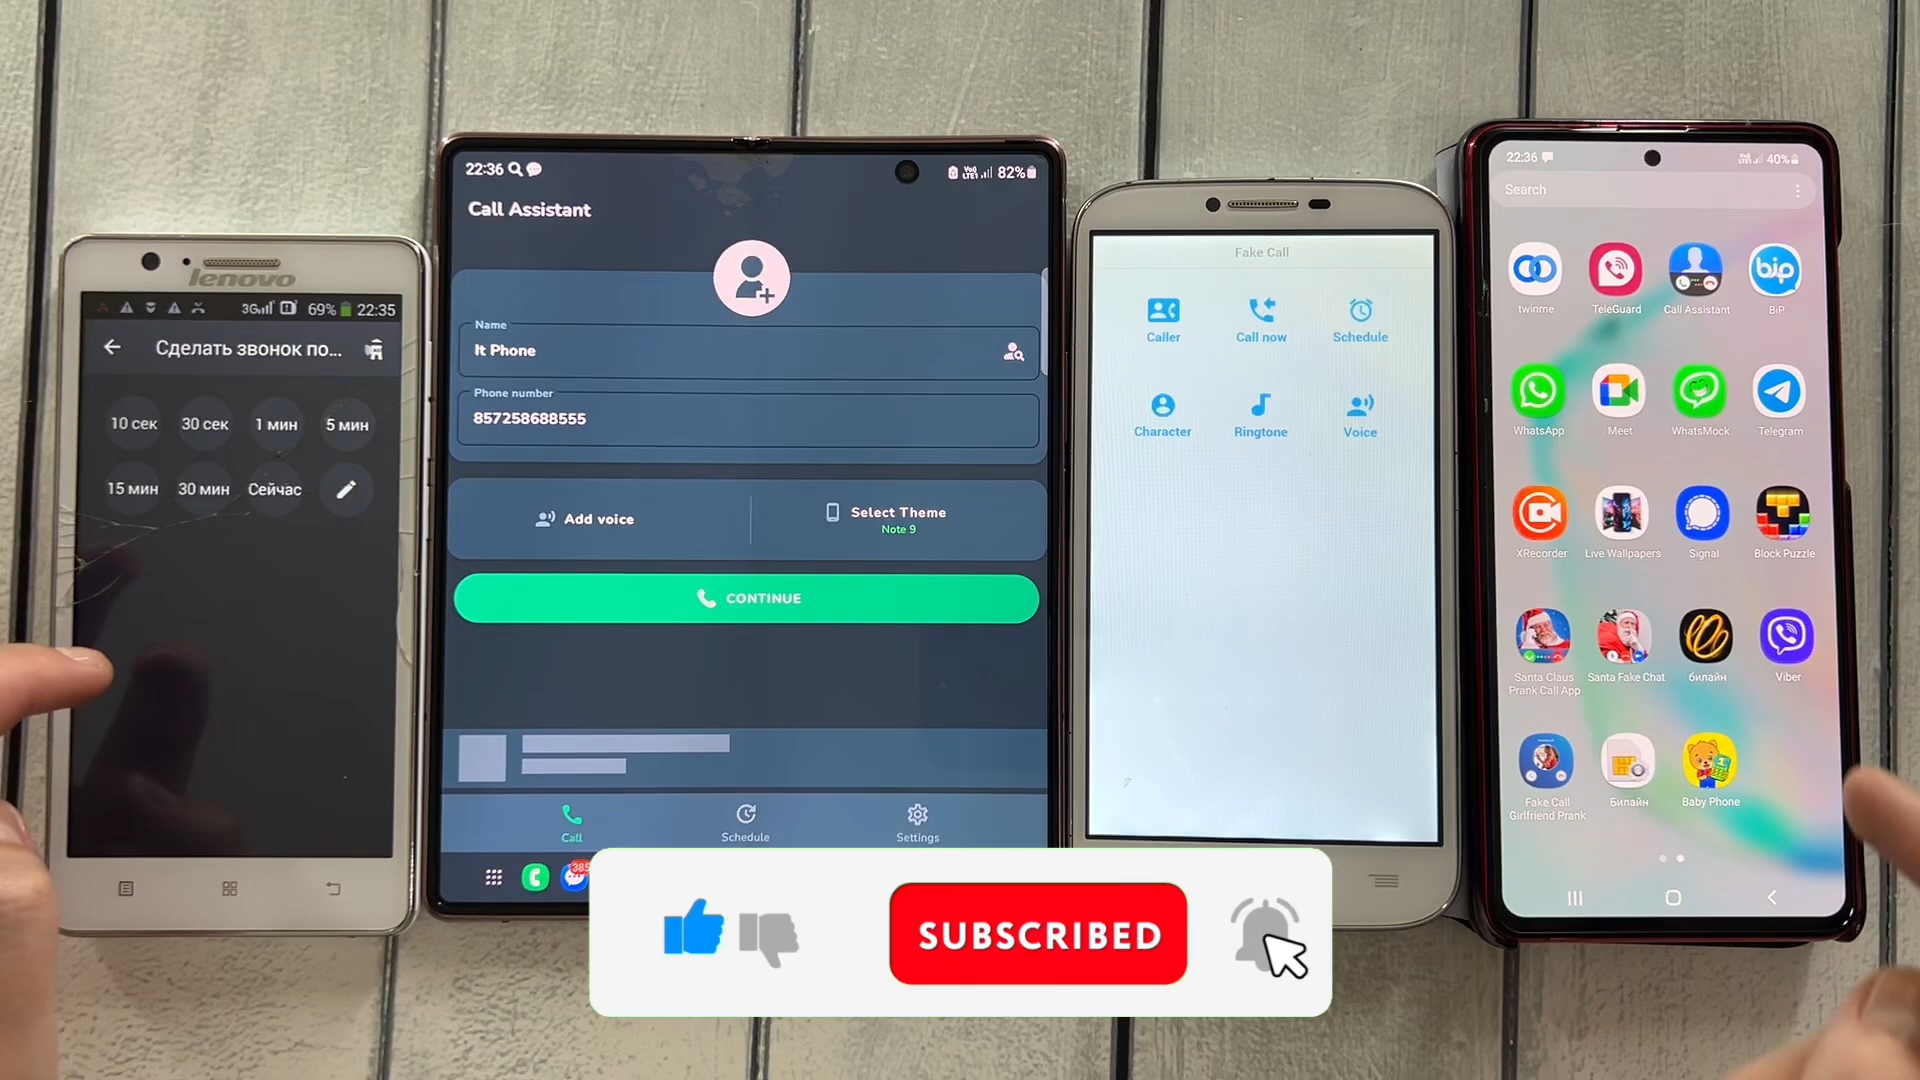 lenovo
3G
69%
22:35
Сделать звонок по...
10 сек
30 сек
1 мин
5 мин
15 мин
30 мин
Сейчас
22:36
82%
Call Assistant
Name
It Phone
Phone number
857258688555
Add voice
Select Theme
Note 9
CONTINUE
Call
Schedule
Settings
385
Fake Call
Caller
Call now
Schedule
Character
Ringtone
Voice
22:36
40%
Search
twinme
TeleGuard
Call Assistant
bip
BiP
WhatsApp
Meet
WhatsMock
Telegram
XRecorder
Live Wallpapers
Signal
Block Puzzle
Santa Claus
Prank Call App
Santa Fake Chat
билайн
Viber
Fake Call
Girlfriend Prank
Билайн
Baby Phone
SUBSCRIBED